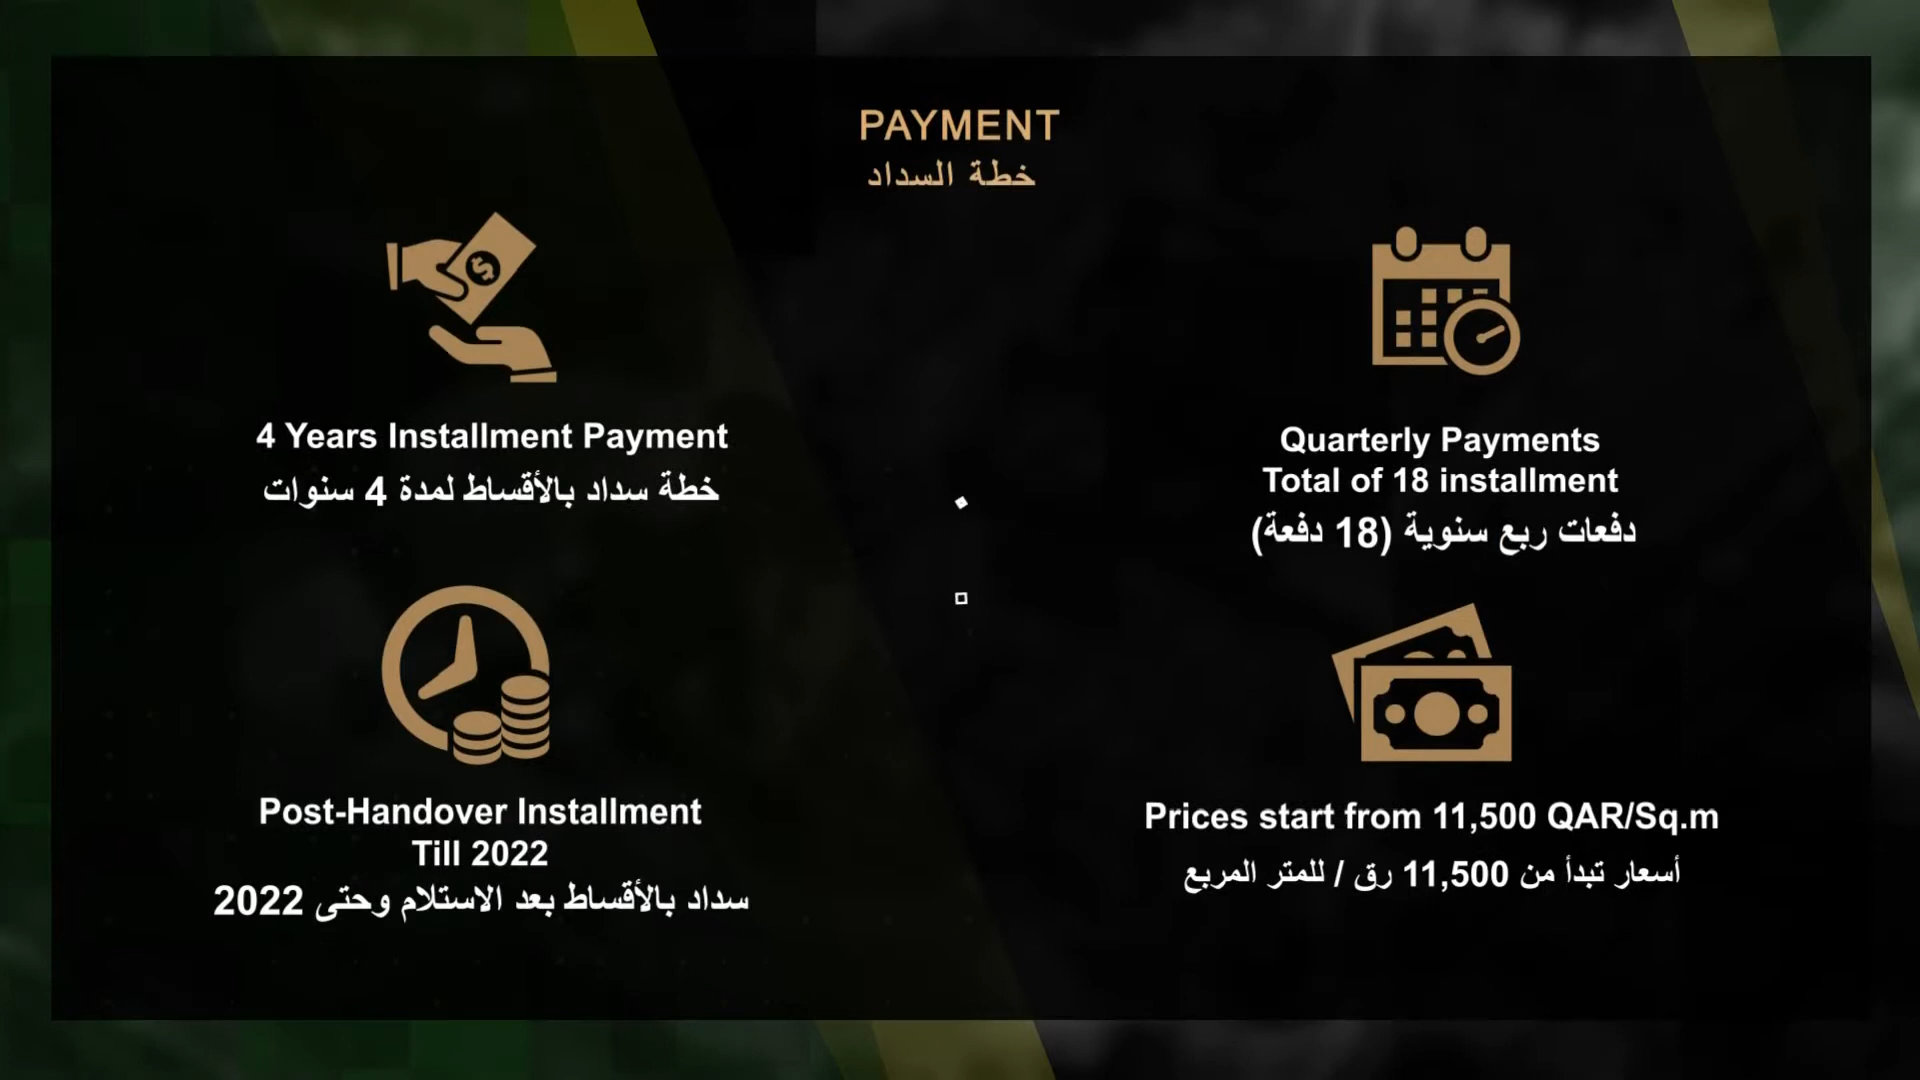 PAYMENT
خطة السداد
4 Years Installment Payment
خطة سداد بالأقساط لمدة 4 سنوات
Quarterly Payments
Total of 18 installment
دفعات ربع سنوية (18 دفعة)
Post-Handover Installment
Till 2022
سداد بالأقساط بعد الاستلام وحتى 2022
Prices start from 11,500 QAR/Sq.m
أسعار تبدأ من 11,500 رق / للمتر المربع